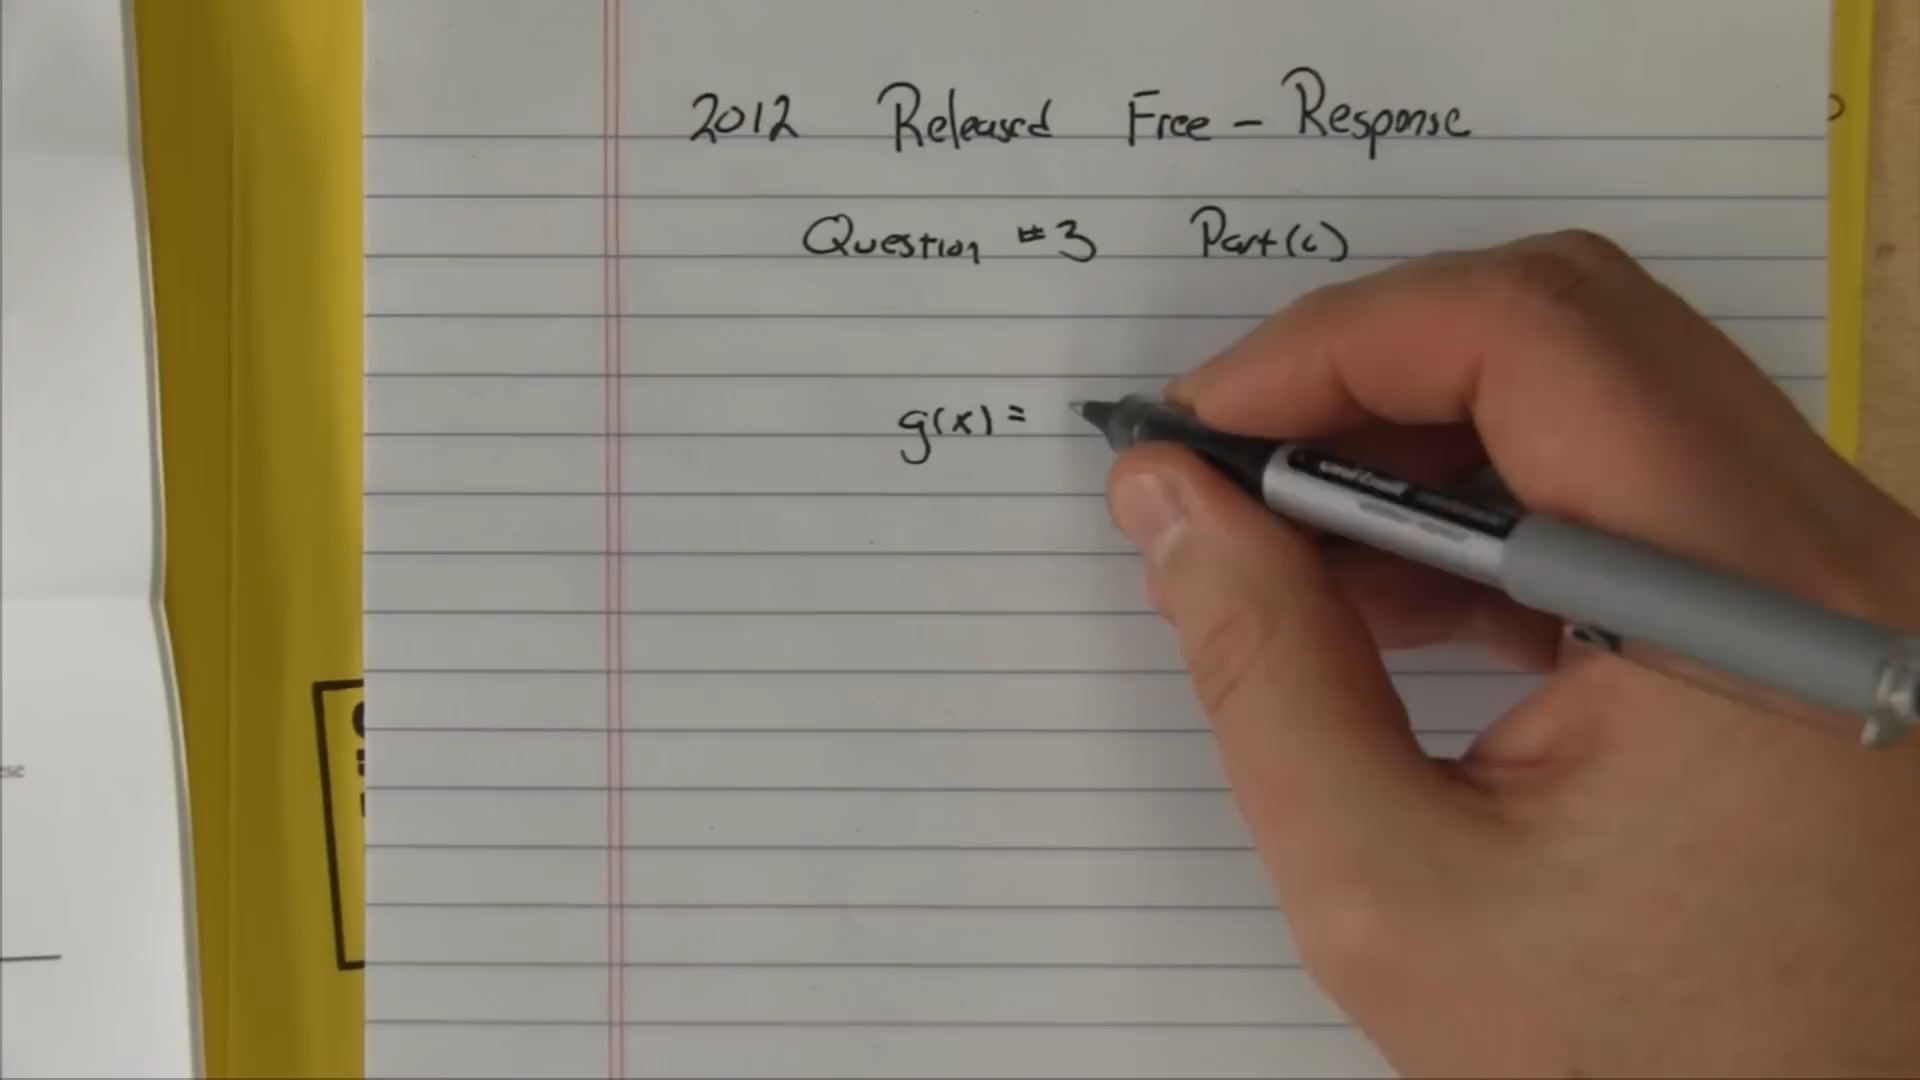 2012 Released Free - Response
Question #3 Part (c)
g(x) =